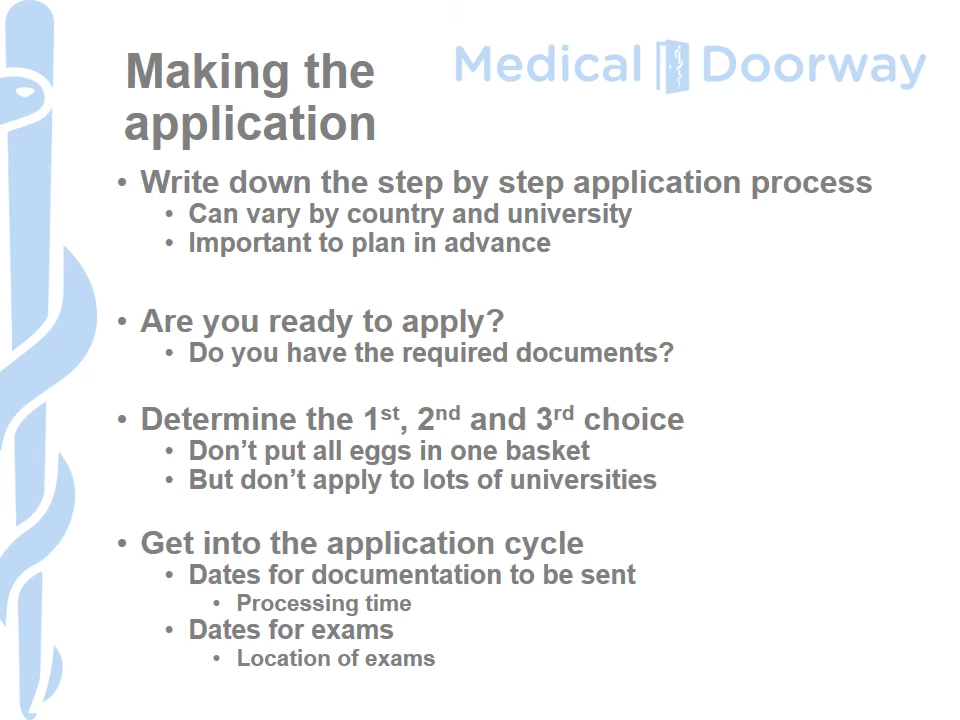 Making the
application
Medical Doorway
• Write down the step by step application process
• Can vary by country and university
• Important to plan in advance
• Are you ready to apply?
• Do you have the required documents?
• Determine the 1st, 2nd and 3rd choice
• Don’t put all eggs in one basket
• But don’t apply to lots of universities
• Get into the application cycle
• Dates for documentation to be sent
• Processing time
• Dates for exams
• Location of exams